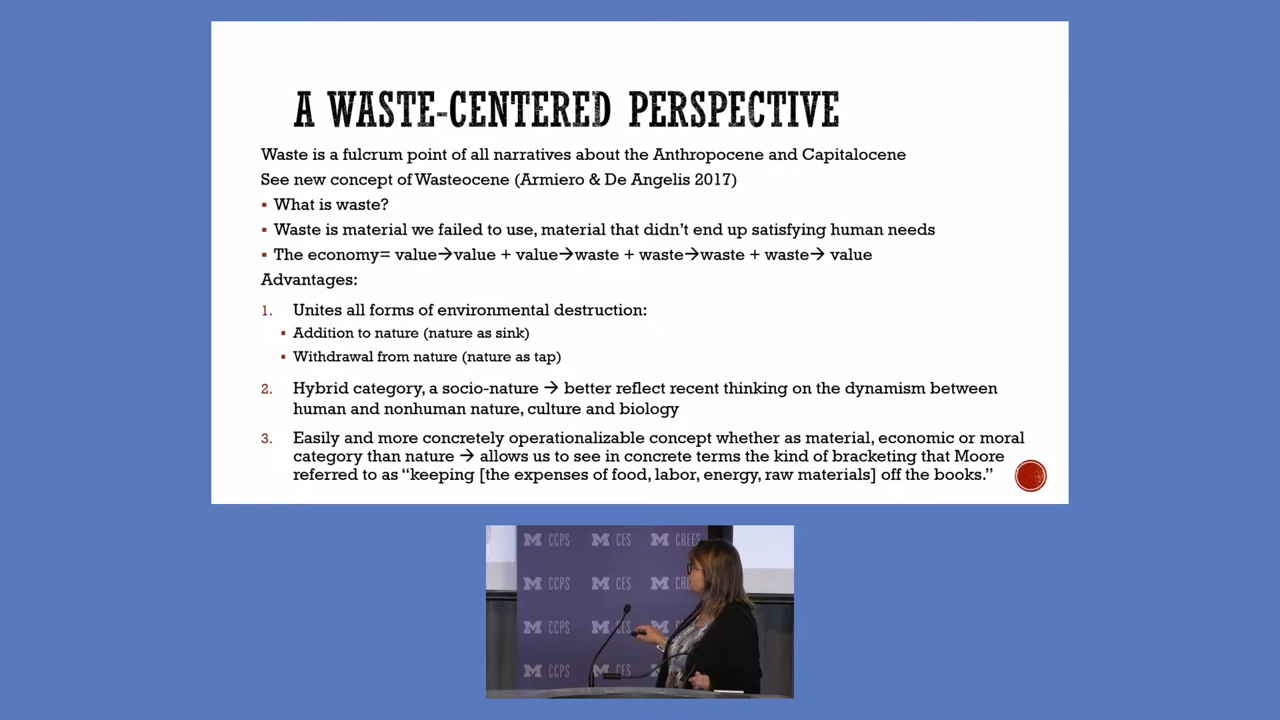 A WASTE-CENTERED PERSPECTIVE
Waste is a fulcrum point of all narratives about the Anthropocene and Capitalocene
See new concept of Wasteocene (Armiero & De Angelis 2017)
▪ What is waste?
▪ Waste is material we failed to use, material that didn't end up satisfying human needs
▪ The economy= value→value + value→waste + waste→waste + waste→ value
Advantages:
1. Unites all forms of environmental destruction:
▪ Addition to nature (nature as sink)
▪ Withdrawal from nature (nature as tap)
2. Hybrid category, a socio-nature → better reflect recent thinking on the dynamism between
human and nonhuman nature, culture and biology
3. Easily and more concretely operationalizable concept whether as material, economic or moral
category than nature → allows us to see in concrete terms the kind of bracketing that Moore
referred to as “keeping [the expenses of food, labor, energy, raw materials] off the books.”
M CCPS M CES M CREES
M CCPS M CES M
M CCPS M CES
M CCPS M